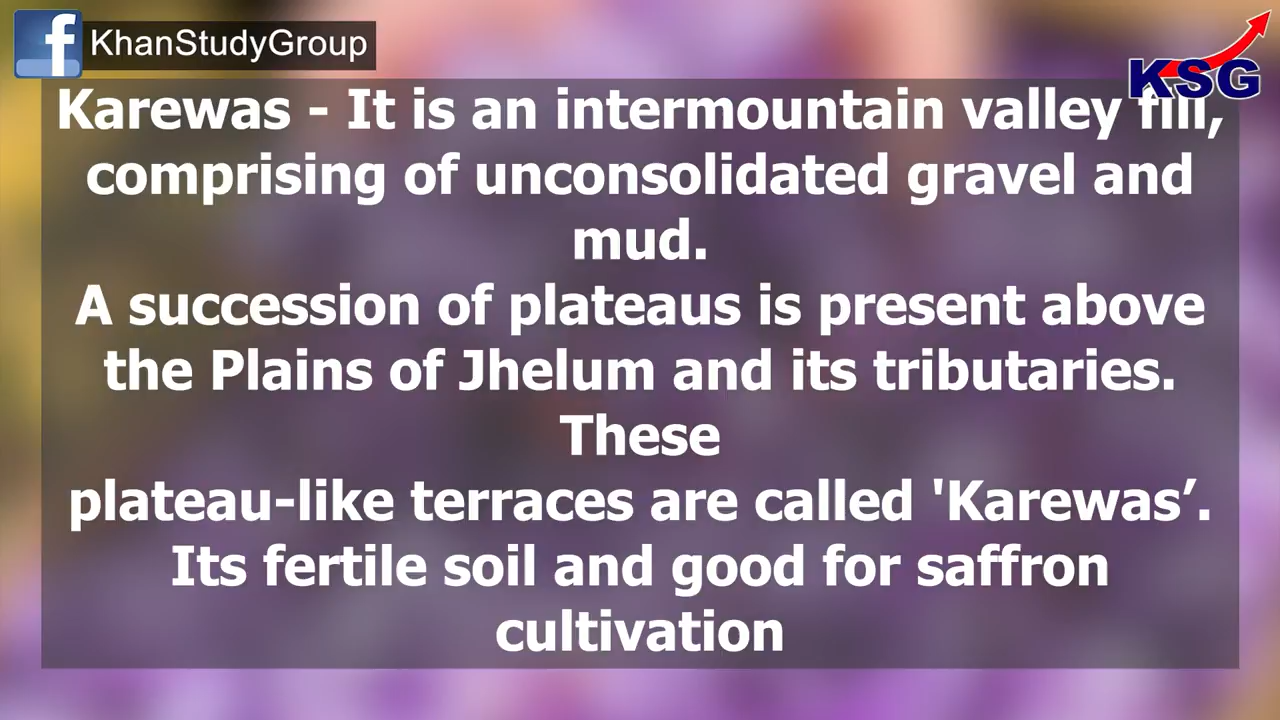 KhanStudyGroup
KSG
Karewas - It is an intermountain valley fill,
comprising of unconsolidated gravel and
mud.
A succession of plateaus is present above
the Plains of Jhelum and its tributaries.
These
plateau-like terraces are called 'Karewas’.
Its fertile soil and good for saffron
cultivation